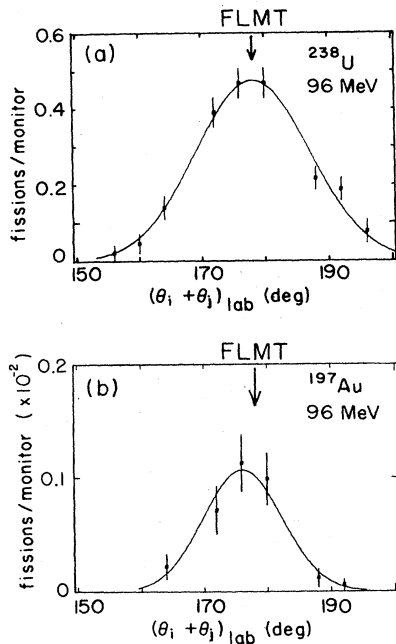 FLMT
0.6
(a)
238U
96 MeV
0.4
fissions/monitor
0.2
0
150
170
190
(θi + θj)lab (deg)
FLMT
0.2
(b)
197Au
96 MeV
fissions/monitor (×10-2)
0.1
0
150
170
190
(θi + θj)lab (deg)